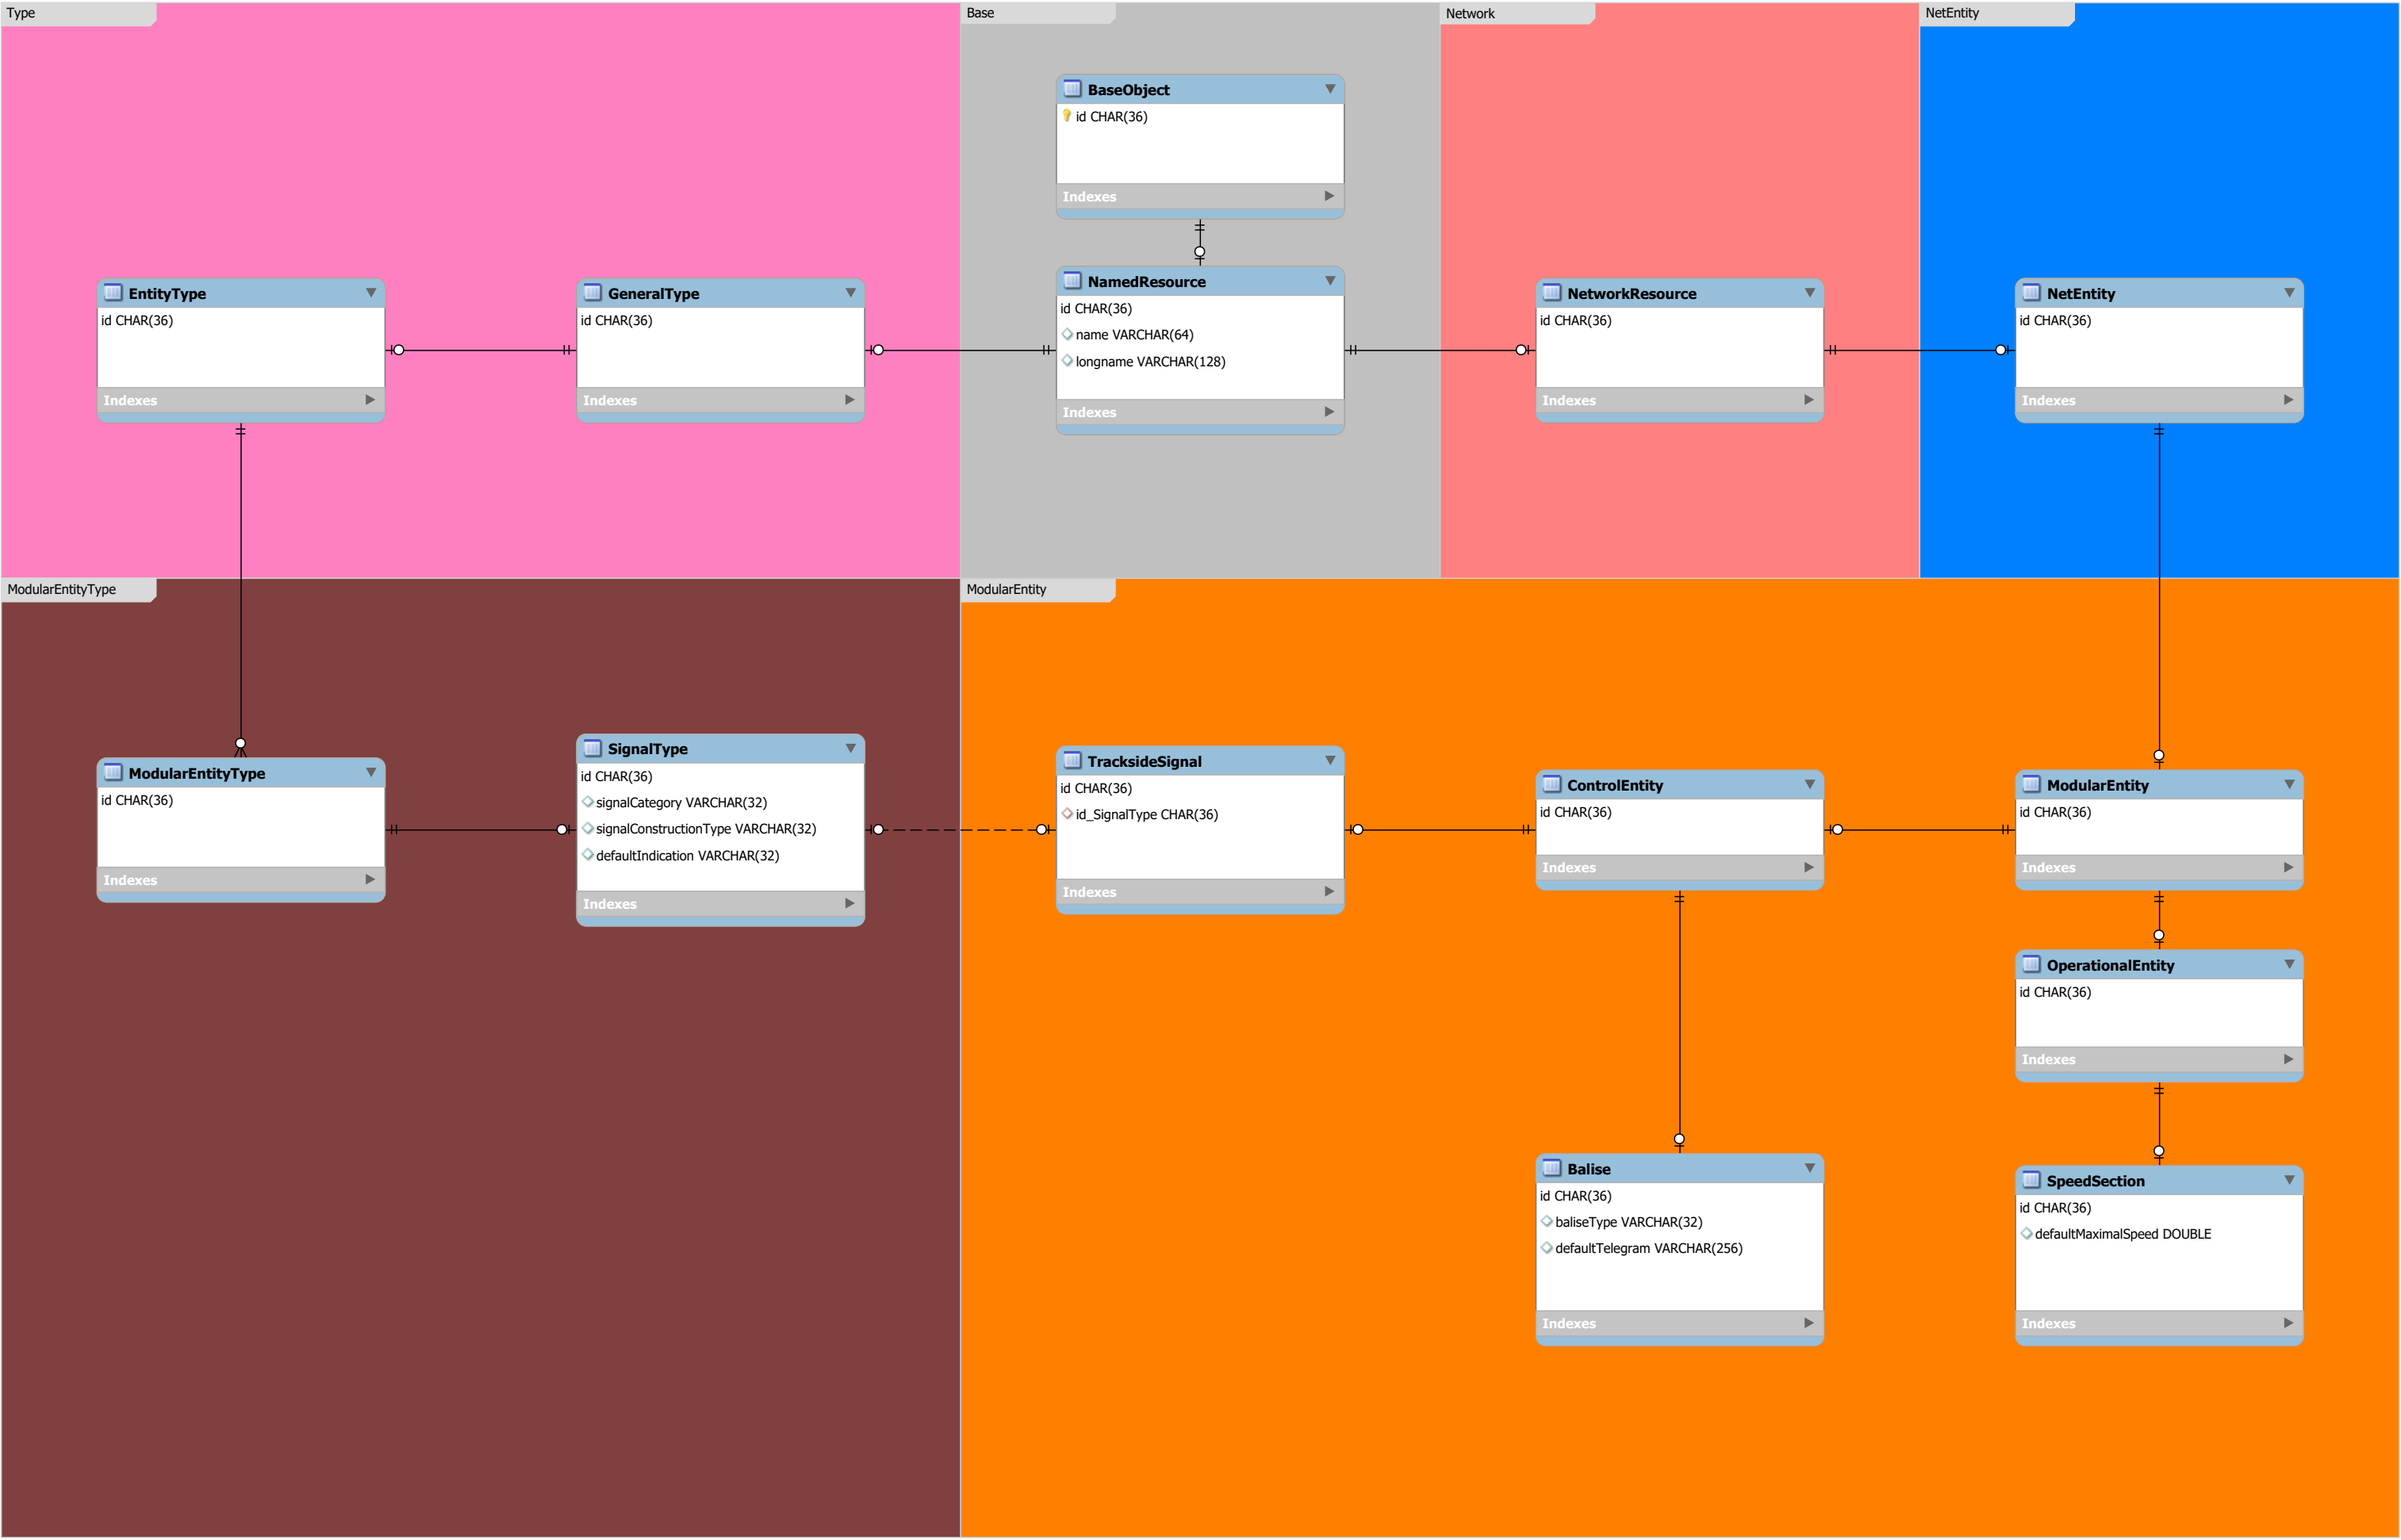 Type
Base
Network
NetEntity
BaseObject
id CHAR(36)
Indexes
EntityType
id CHAR(36)
Indexes
GeneralType
id CHAR(36)
Indexes
NamedResource
id CHAR(36)
name VARCHAR(64)
longname VARCHAR(128)
Indexes
NetworkResource
id CHAR(36)
Indexes
NetEntity
id CHAR(36)
Indexes
ModularEntityType
ModularEntity
ModularEntityType
id CHAR(36)
Indexes
SignalType
id CHAR(36)
signalCategory VARCHAR(32)
signalConstructionType VARCHAR(32)
defaultIndication VARCHAR(32)
Indexes
TracksideSignal
id CHAR(36)
id_SignalType CHAR(36)
Indexes
ControlEntity
id CHAR(36)
Indexes
ModularEntity
id CHAR(36)
Indexes
OperationalEntity
id CHAR(36)
Indexes
Balise
id CHAR(36)
baliseType VARCHAR(32)
defaultTelegram VARCHAR(256)
Indexes
SpeedSection
id CHAR(36)
defaultMaximalSpeed DOUBLE
Indexes